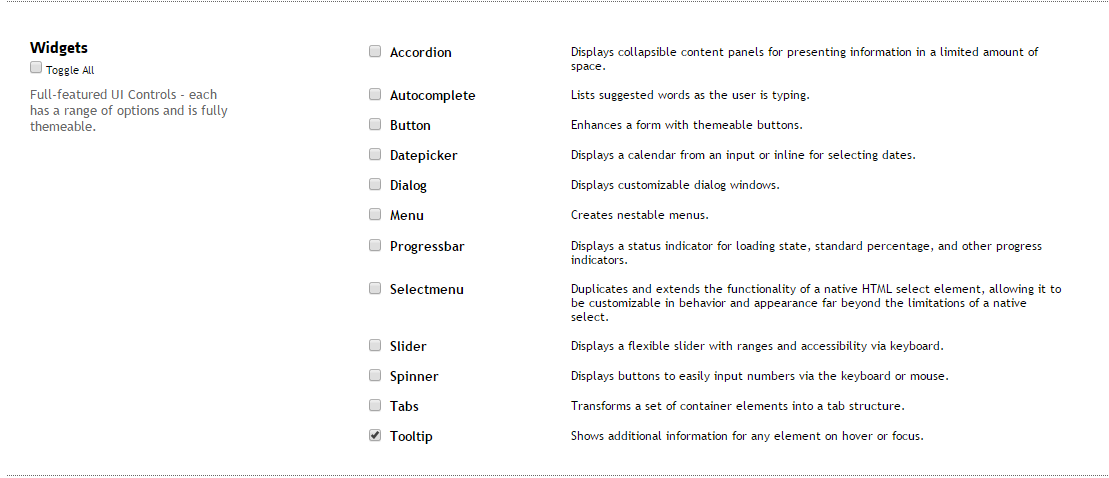 Widgets
Toggle All
Full-featured UI Controls - each
has a range of options and is fully
themeable.
Accordion
Displays collapsible content panels for presenting information in a limited amount of
space.
Autocomplete
Lists suggested words as the user is typing.
Button
Enhances a form with themeable buttons.
Datepicker
Displays a calendar from an input or inline for selecting dates.
Dialog
Displays customizable dialog windows.
Menu
Creates nestable menus.
Progressbar
Displays a status indicator for loading state, standard percentage, and other progress
indicators.
Selectmenu
Duplicates and extends the functionality of a native HTML select element, allowing it to
be customizable in behavior and appearance far beyond the limitations of a native
select.
Slider
Displays a flexible slider with ranges and accessibility via keyboard.
Spinner
Displays buttons to easily input numbers via the keyboard or mouse.
Tabs
Transforms a set of container elements into a tab structure.
Tooltip
Shows additional information for any element on hover or focus.